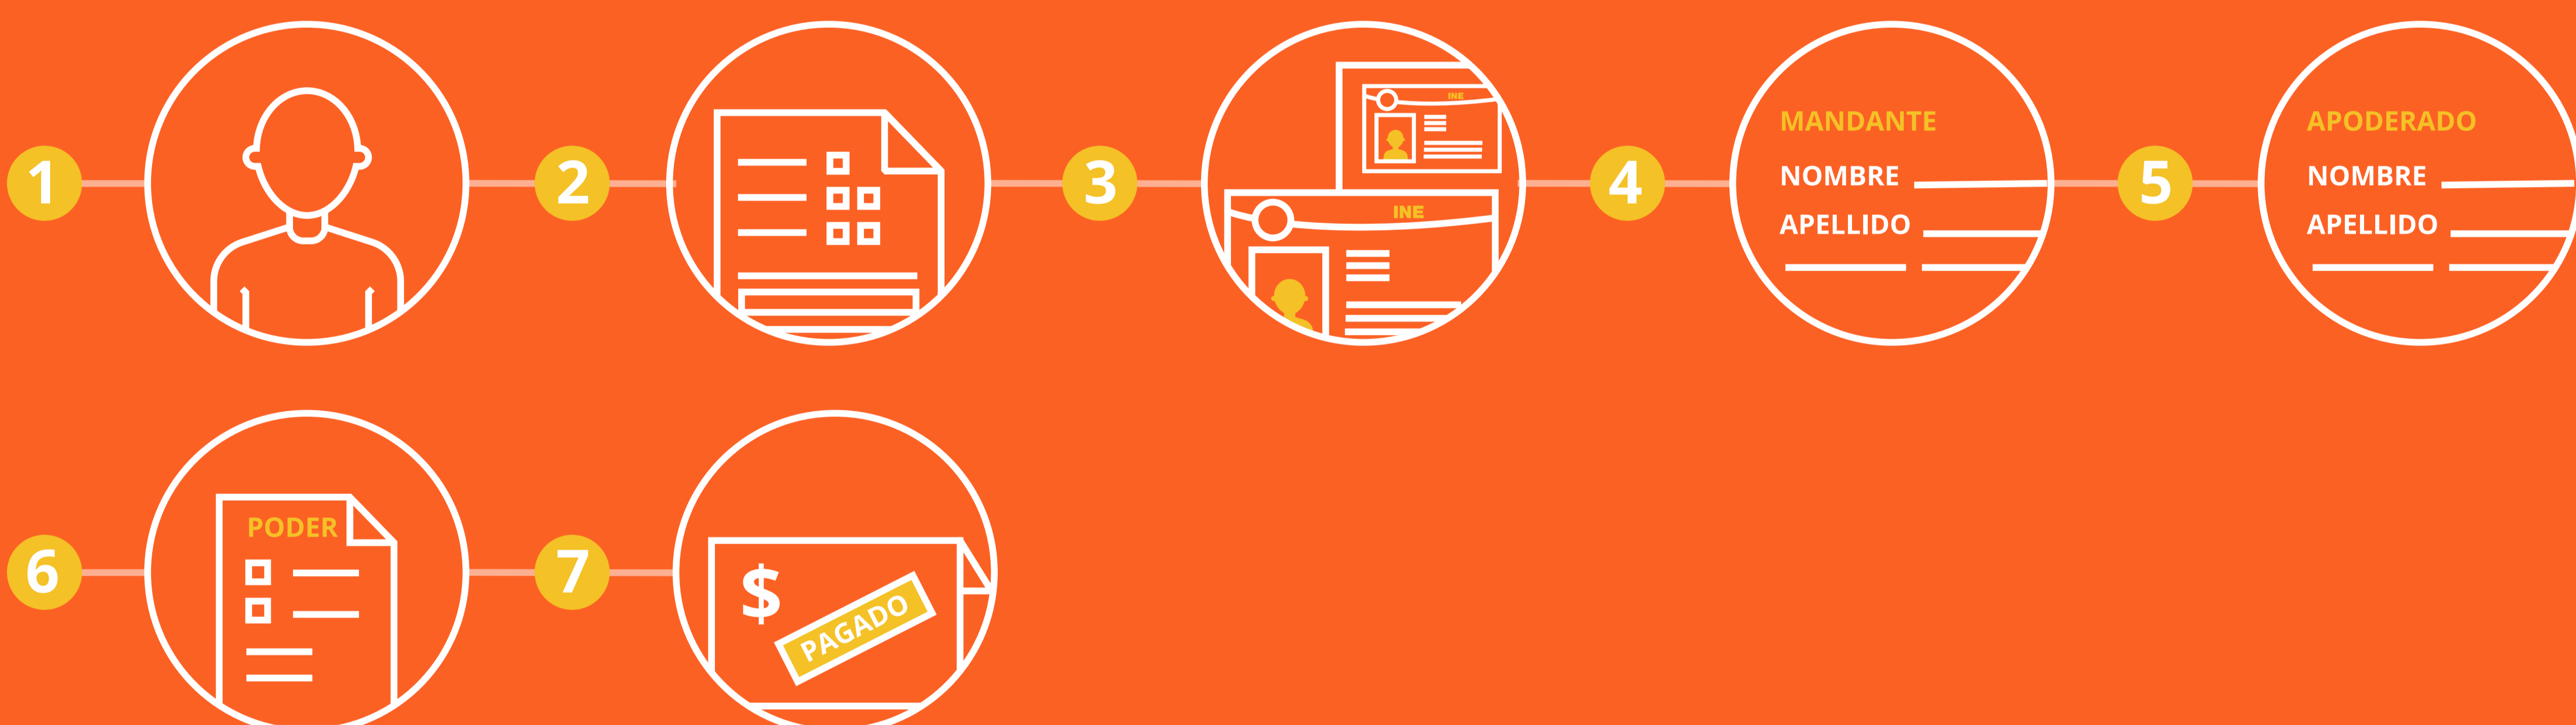 1
2
3
INE
INE
4
MANDANTE
NOMBRE
APELLIDO
5
APODERADO
NOMBRE
APELLIDO
6
PODER
7
$
PAGADO